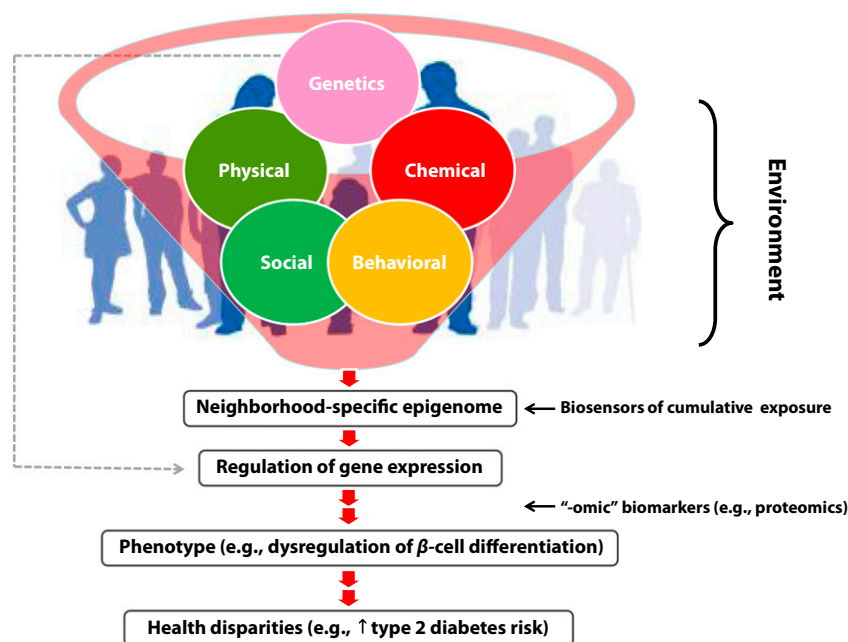 Genetics
Physical
Chemical
Social
Behavioral
Environment
Neighborhood-specific epigenome
Biosensors of cumulative exposure
Regulation of gene expression
“-omic” biomarkers (e.g., proteomics)
Phenotype (e.g., dysregulation of β-cell differentiation)
Health disparities (e.g., ↑ type 2 diabetes risk)